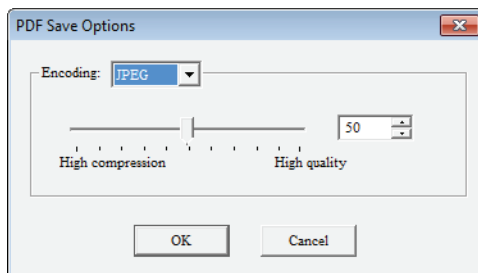 PDF Save Options
Encoding: JPEG
50
High compression High quality
OK Cancel